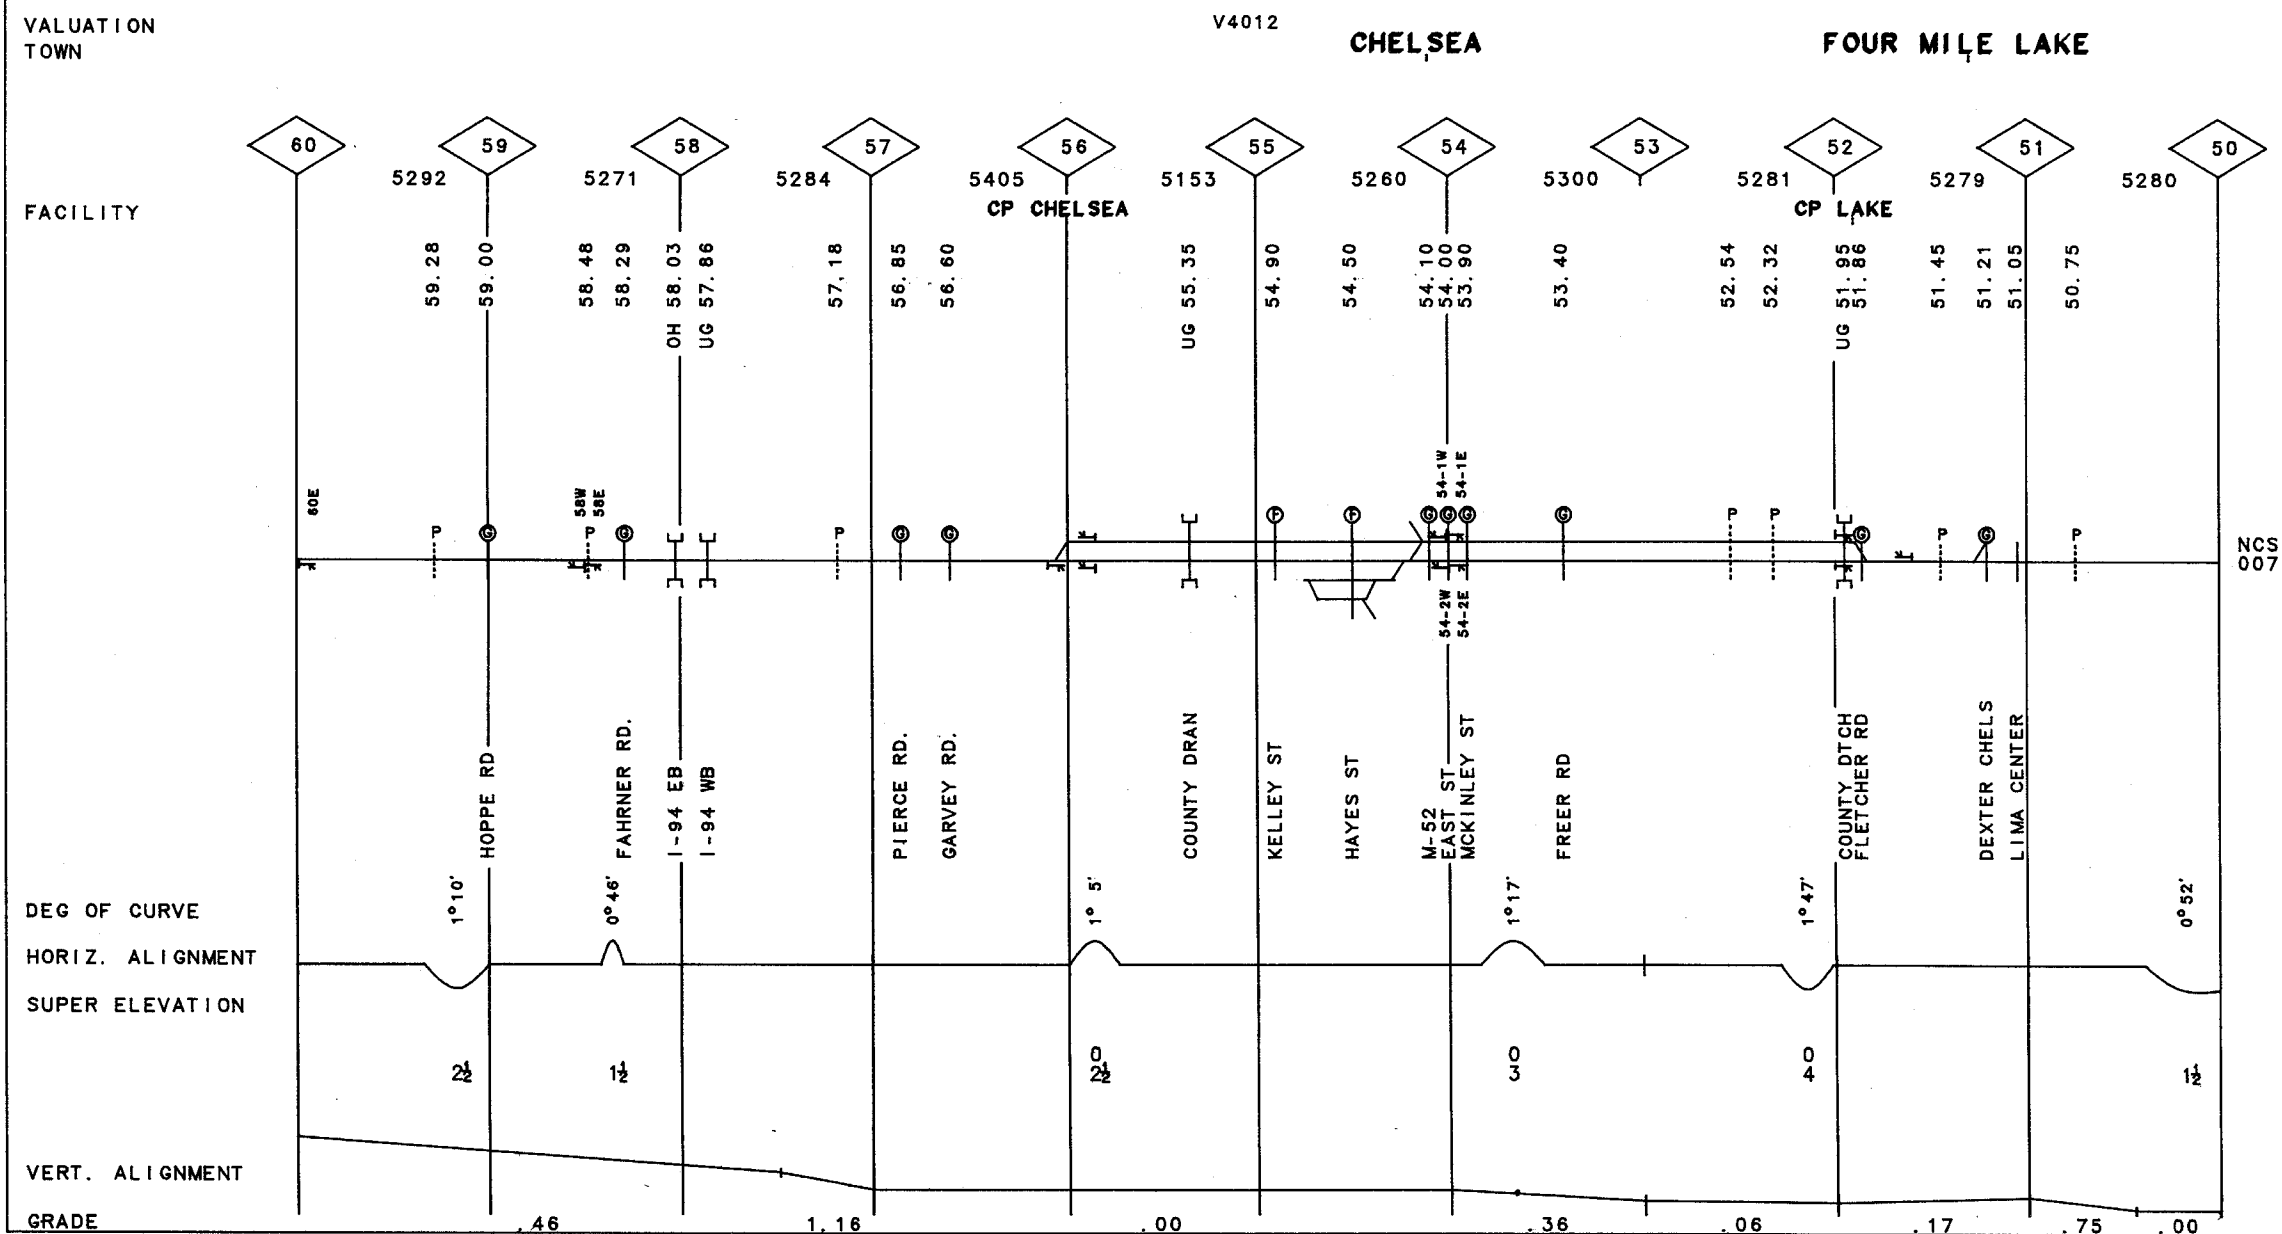 VALUATION
V4012
TOWN
CHELSEA
FOUR MILE LAKE
60
59
58
57
56
55
54
53
52
51
50
5292
5271
5284
5405
5153
5260
5300
5281
5279
5280
FACILITY
CP CHELSEA
CP LAKE
59.28
59.00
58.48
58.29
OH 58.03
UG 57.86
57.18
56.85
56.60
UG 55.35
54.90
54.50
54.10
54.00
53.90
53.40
52.54
52.32
UG 51.95
51.86
51.45
51.21
51.05
50.75
60E
58W
58E
54-1W
54-1E
P
G
P
G
P
G
G
F
F
G
G
G
G
P
P
G
P
G
P
NCS
007
54-2W
54-2E
HOPPE RD
FAHRNER RD.
I-94 EB
I-94 WB
PIERCE RD.
GARVEY RD.
COUNTY DRAN
KELLEY ST
HAYES ST
M-52
EAST ST
MCKINLEY ST
FREER RD
COUNTY DTCH
FLETCHER RD
DEXTER CHELS
LIMA CENTER
DEG OF CURVE
1°10'
0°46'
1° 5'
1°17'
1°47'
0°52'
HORIZ. ALIGNMENT
SUPER ELEVATION
0
0
0
2½
1½
2½
3
4
1½
VERT. ALIGNMENT
GRADE
.46
1.16
.00
.36
.06
.17
.75
.00